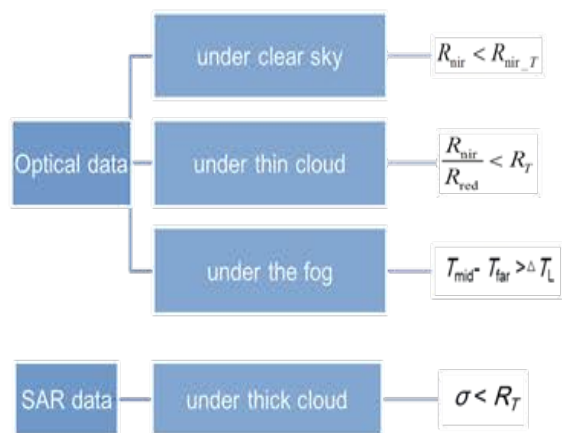 Optical data
under clear sky
R_nir < R_nir_T
under thin cloud
R_nir / R_red < R_T
under the fog
T_mid - T_far > △ T_L
SAR data
under thick cloud
σ < R_T